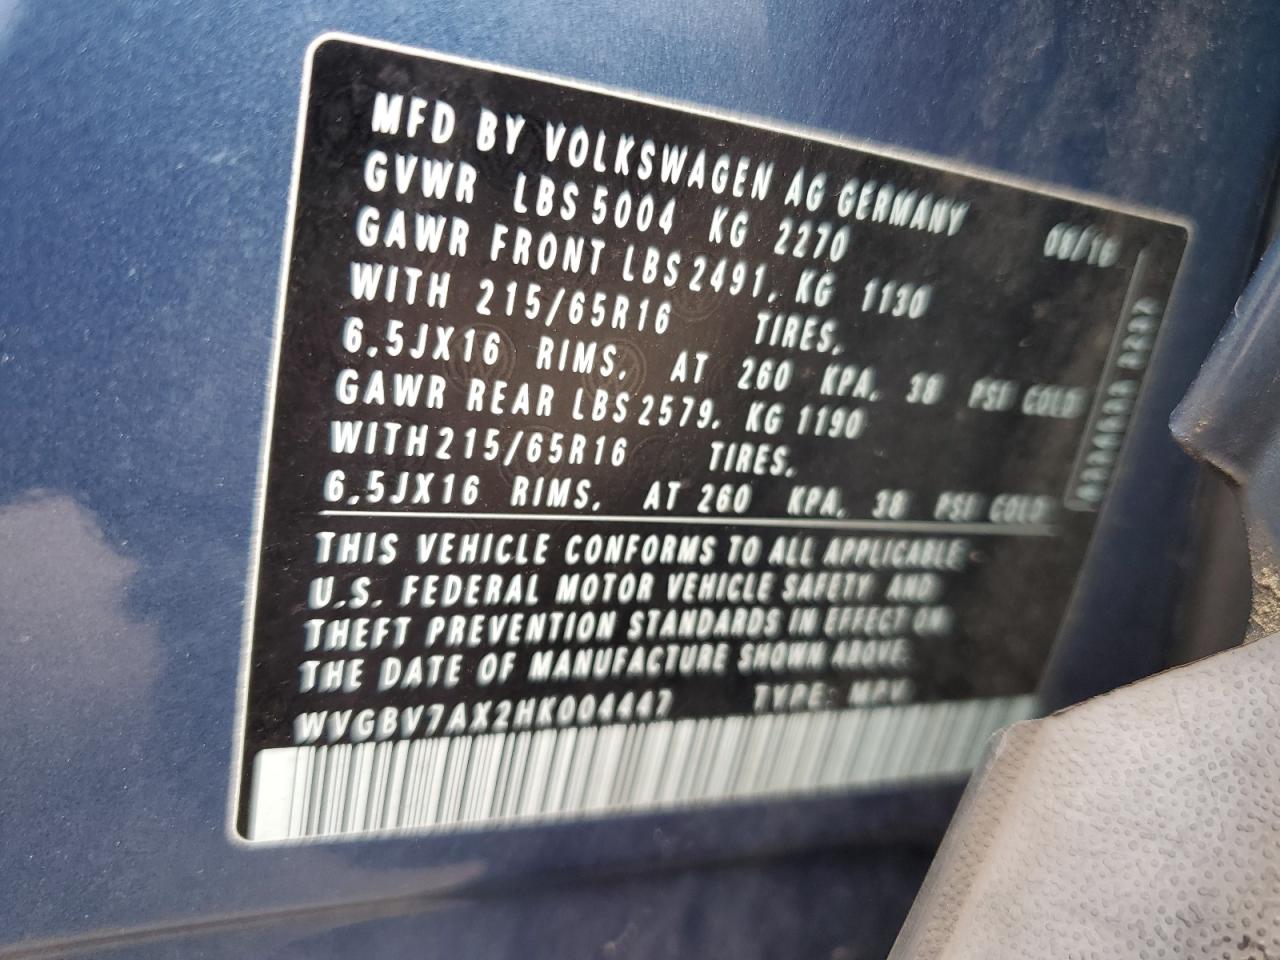 MFD BY VOLKSWAGEN AG GERMANY
GVWR LBS 5004 KG 2270
GAWR FRONT LBS 2491, KG 1130
WITH 215/65R16 TIRES,
6,5JX16 RIMS, AT 260 KPA, 38 PSI COLD
GAWR REAR LBS 2579, KG 1190
WITH 215/65R16 TIRES,
6,5JX16 RIMS, AT 260 KPA, 38 PSI COLD
THIS VEHICLE CONFORMS TO ALL APPLICABLE
U.S. FEDERAL MOTOR VEHICLE SAFETY AND
THEFT PREVENTION STANDARDS IN EFFECT ON
THE DATE OF MANUFACTURE SHOWN ABOVE
WVGBV7AX2HK004447 TYPE: MPV